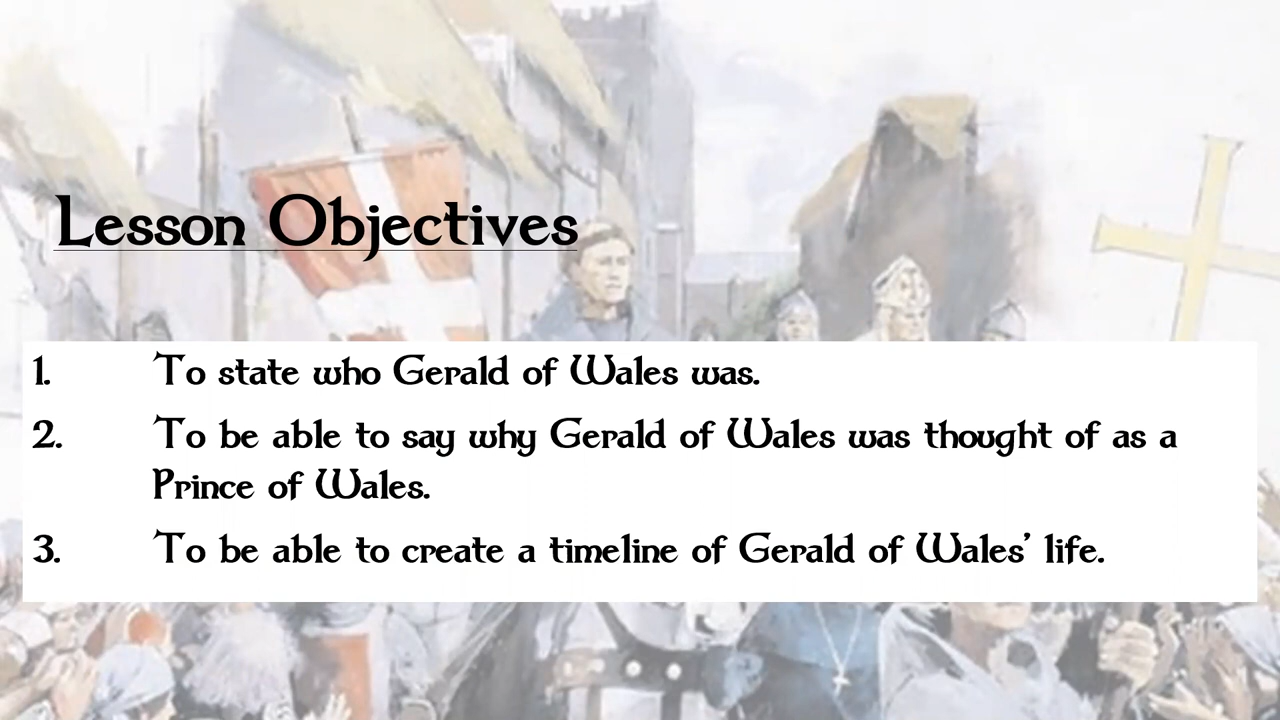 Lesson Objectives
1. To state who Gerald of Wales was.
2. To be able to say why Gerald of Wales was thought of as a
Prince of Wales.
3. To be able to create a timeline of Gerald of Wales’ life.